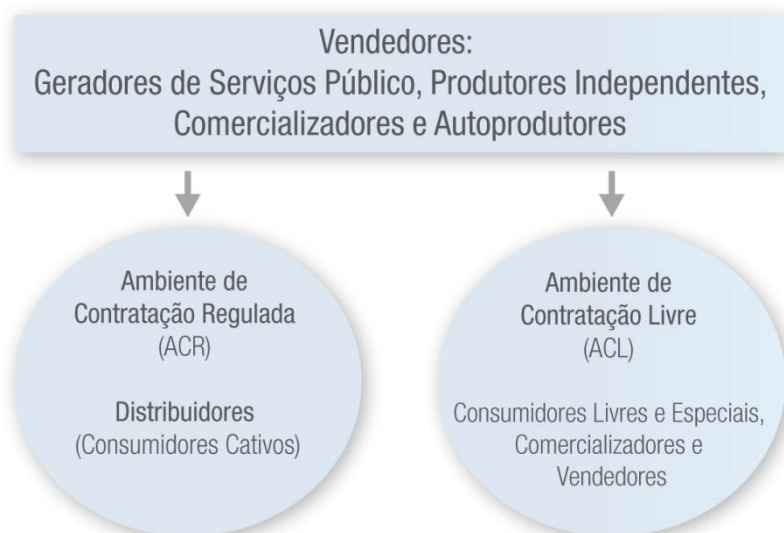 Vendedores:
Geradores de Serviços Público, Produtores Independentes,
Comercializadores e Autoprodutores
Ambiente de
Contratação Regulada
(ACR)
Distribuidores
(Consumidores Cativos)
Ambiente de
Contratação Livre
(ACL)
Consumidores Livres e Especiais,
Comercializadores e
Vendedores